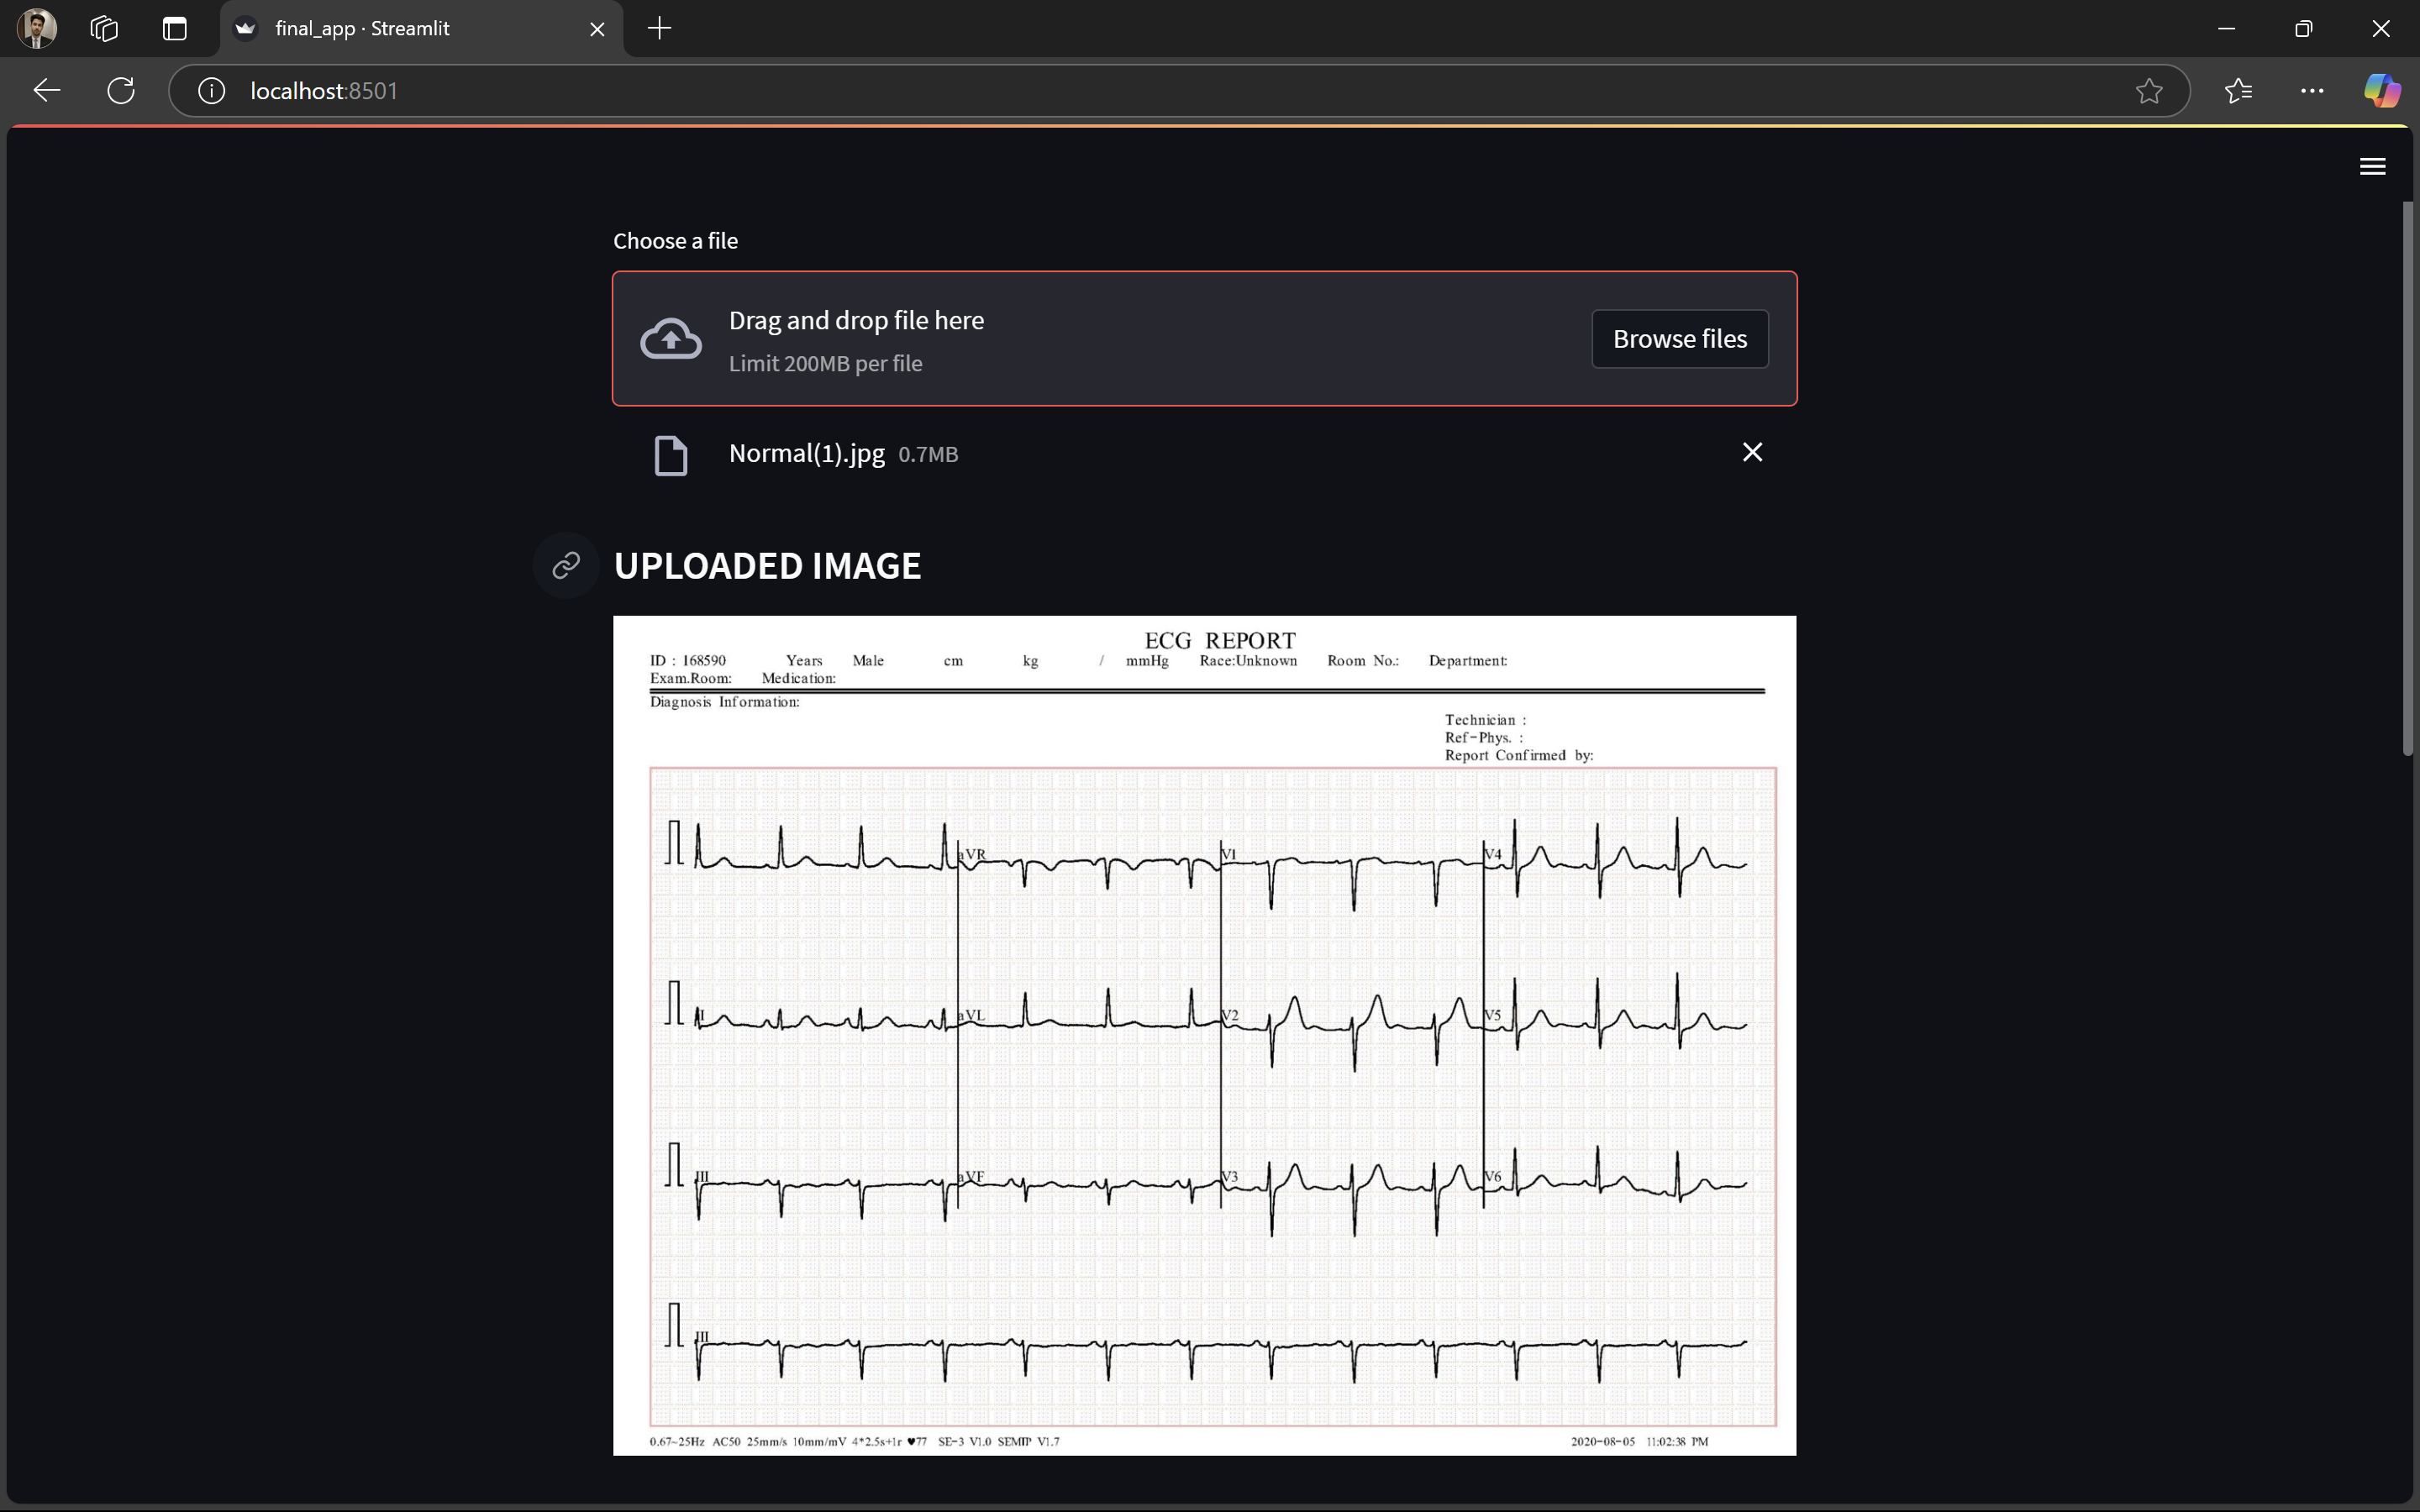 final_app · Streamlit
localhost:8501
Choose a file
Drag and drop file here
Limit 200MB per file
Browse files
Normal(1).jpg 0.7MB
UPLOADED IMAGE
ECG REPORT
ID : 168590 Years Male cm kg / mmHg Race:Unknown Room No.: Department:
Exam.Room: Medication:
Diagnosis Information:
Technician :
Ref-Phys. :
Report Confirmed by:
aVR V1 V4
II aVL V2 V5
III aVF V3 V6
III
0.67~25Hz AC50 25mm/s 10mm/mV 4*2.5s+1r ♥77 SE-3 V1.0 SEMIP V1.7
2020-08-05 11:02:38 PM